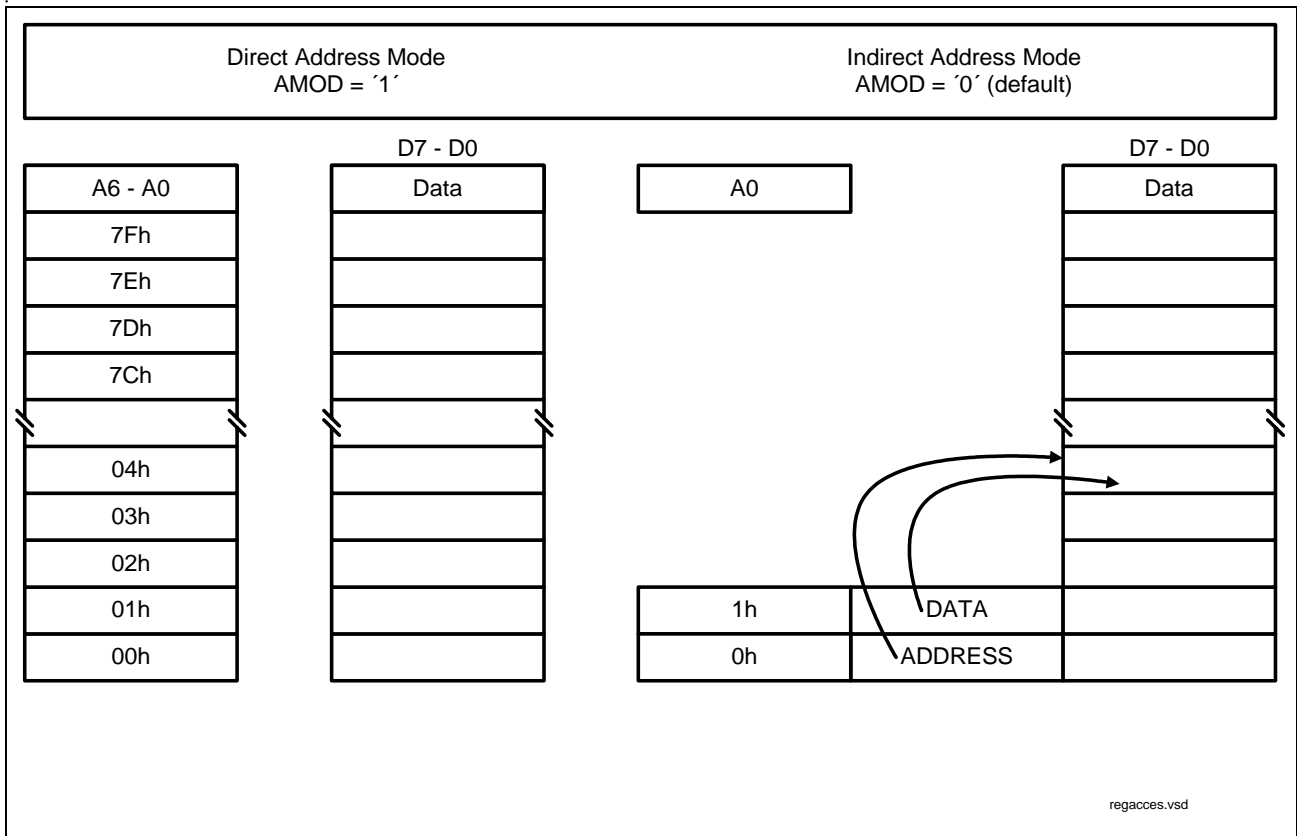 Direct Address Mode
AMOD = ´1´
Indirect Address Mode
AMOD = ´0´ (default)
D7 - D0
D7 - D0
A6 - A0
Data
A0
Data
7Fh
7Eh
7Dh
7Ch
04h
03h
02h
01h
1h
DATA
00h
0h
ADDRESS
regacces.vsd